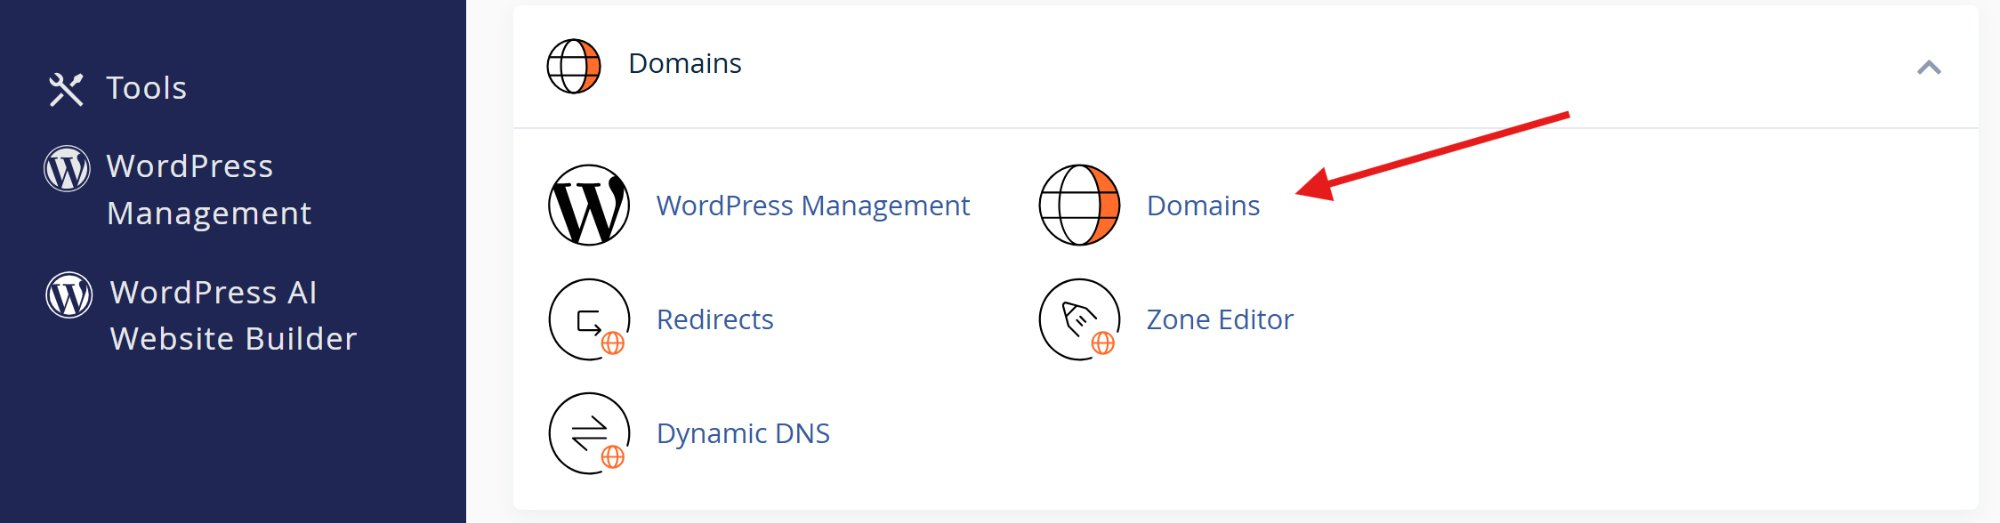 Tools
WordPress
Management
WordPress AI
Website Builder
Domains
WordPress Management
Domains
Redirects
Zone Editor
Dynamic DNS